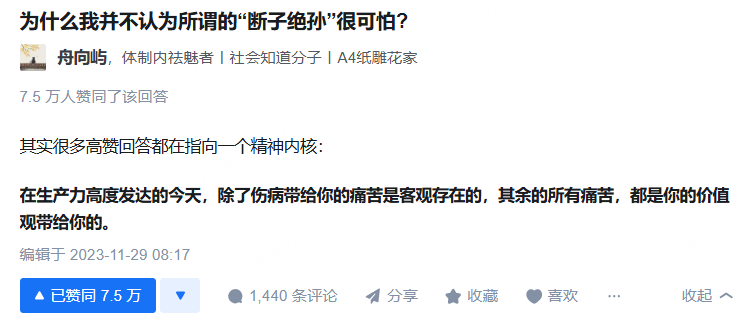 为什么我并不认为所谓的“断子绝孙”很可怕?
舟向屿，体制内祛魅者丨社会知道分子丨A4纸雕花家
7.5 万人赞同了该回答
其实很多高赞回答都在指向一个精神内核：
在生产力高度发达的今天，除了伤病带给你的痛苦是客观存在的，其余的所有痛苦，都是你的价值
观带给你的。
编辑于 2023-11-29 08:17
已赞同 7.5 万 1,440 条评论 分享 收藏 喜欢 ··· 收起